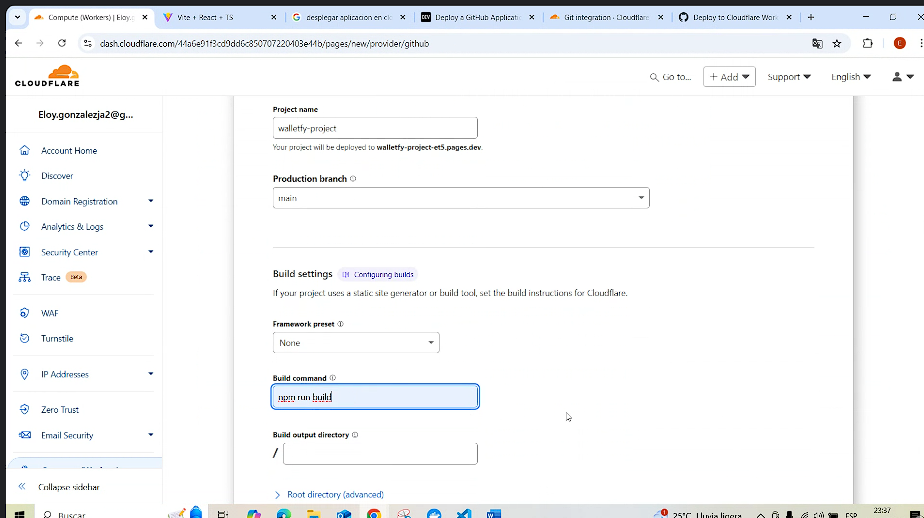 Compute (Workers) | Eloy.g
Vite + React + TS
desplegar aplicacion en cl
DEV
Deploy a GitHub Application
Git integration · Cloudflare
Deploy to Cloudflare Wor
dash.cloudflare.com/44a6e91f3cd9dd6c850707220403e44b/pages/new/provider/github
E
CLOUDFLARE
Go to...
Add
Support
English
Eloy.gonzalezja2@g...
Account Home
Discover
Domain Registration
Analytics & Logs
Security Center
Trace
Beta
WAF
Turnstile
IP Addresses
Zero Trust
Email Security
Collapse sidebar
Project name
walletfy-project
Your project will be deployed to walletfy-project-et5.pages.dev.
Production branch
main
Build settings
Configuring builds
If your project uses a static site generator or build tool, set the build instructions for Cloudflare.
Framework preset
None
Build command
npm run build
Build output directory
/
Root directory (advanced)
Buscar
1
25°C
Lluvia ligera
ESP
23:37